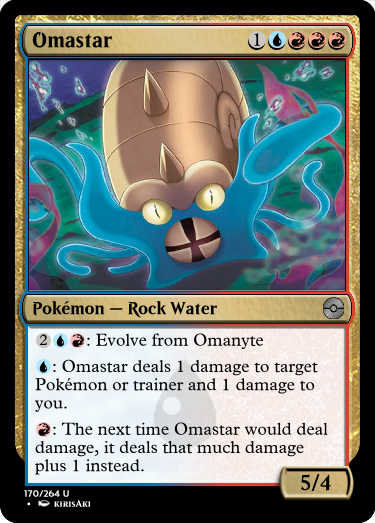 Omastar 1
Pokémon — Rock Water
2 : Evolve from Omanyte
: Omastar deals 1 damage to target
Pokémon or trainer and 1 damage to
you.
: The next time Omastar would deal
damage, it deals that much damage
plus 1 instead.
5/4
170/264 U
• KIRISAKI